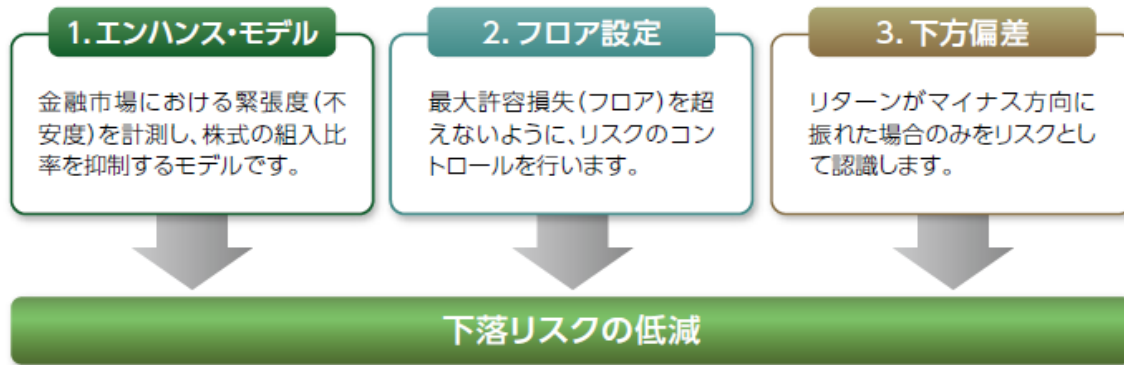 1.エンハンス・モデル
金融市場における緊張度(不
安度)を計測し、株式の組入比
率を抑制するモデルです。
2.フロア設定
最大許容損失(フロア)を超
えないように、リスクのコント
ロールを行います。
3.下方偏差
リターンがマイナス方向に
振れた場合のみをリスクとし
て認識します。
下落リスクの低減